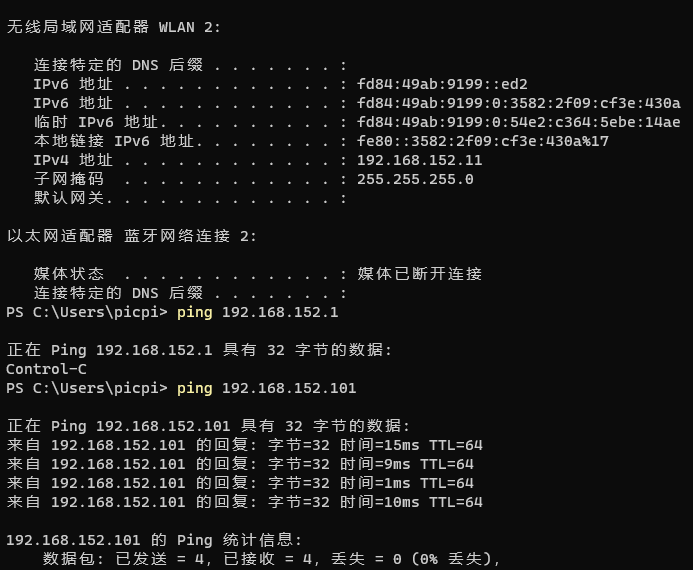 无线局域网适配器 WLAN 2:
连接特定的 DNS 后缀 . . . . . . . :
IPv6 地址 . . . . . . . . . . . . : fd84:49ab:9199::ed2
IPv6 地址 . . . . . . . . . . . . : fd84:49ab:9199:0:3582:2f09:cf3e:430a
临时 IPv6 地址. . . . . . . . . . : fd84:49ab:9199:0:54e2:c364:5ebe:14ae
本地链接 IPv6 地址. . . . . . . . : fe80::3582:2f09:cf3e:430a%17
IPv4 地址 . . . . . . . . . . . . : 192.168.152.11
子网掩码  . . . . . . . . . . . . : 255.255.255.0
默认网关. . . . . . . . . . . . . :
以太网适配器 蓝牙网络连接 2:
媒体状态  . . . . . . . . . . . . : 媒体已断开连接
连接特定的 DNS 后缀 . . . . . . . :
PS C:\Users\picpi> ping 192.168.152.1
正在 Ping 192.168.152.1 具有 32 字节的数据:
Control-C
PS C:\Users\picpi> ping 192.168.152.101
正在 Ping 192.168.152.101 具有 32 字节的数据:
来自 192.168.152.101 的回复: 字节=32 时间=15ms TTL=64
来自 192.168.152.101 的回复: 字节=32 时间=9ms TTL=64
来自 192.168.152.101 的回复: 字节=32 时间=1ms TTL=64
来自 192.168.152.101 的回复: 字节=32 时间=10ms TTL=64
192.168.152.101 的 Ping 统计信息:
数据包: 已发送 = 4, 已接收 = 4, 丢失 = 0 (0% 丢失),